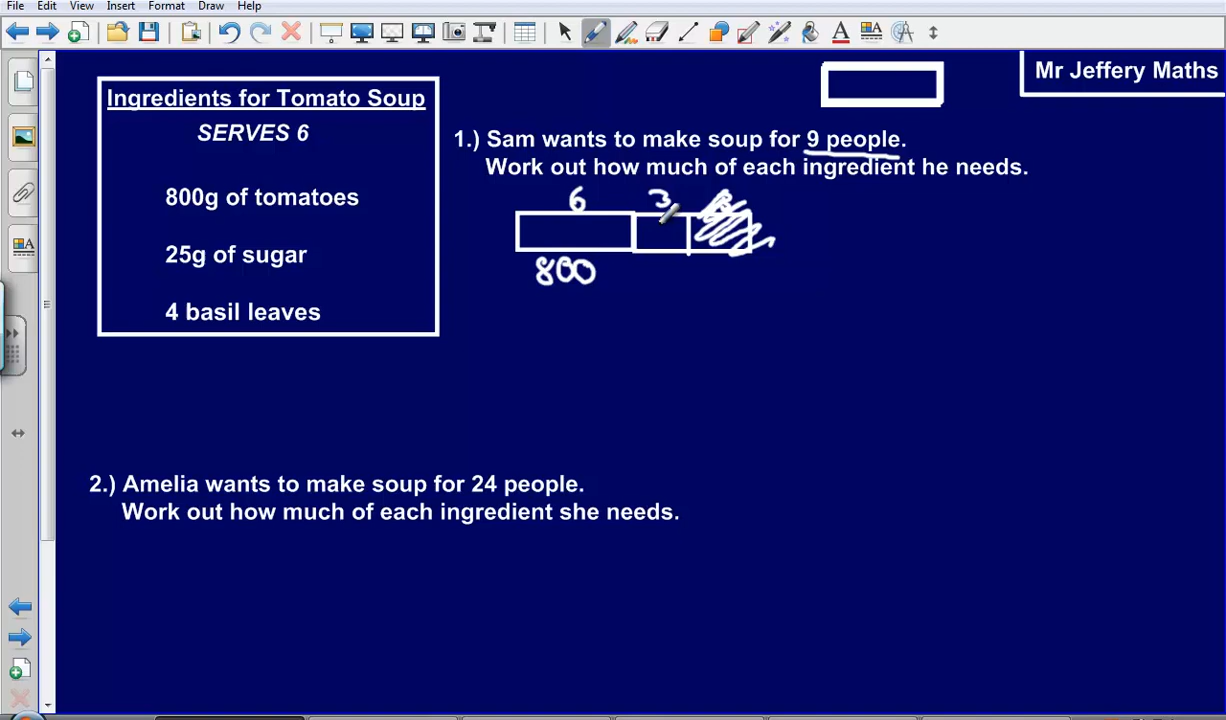 File Edit View Insert Format Draw Help
Mr Jeffery Maths
Ingredients for Tomato Soup
SERVES 6
800g of tomatoes
25g of sugar
4 basil leaves
1.) Sam wants to make soup for 9 people.
Work out how much of each ingredient he needs.
6 3
800
2.) Amelia wants to make soup for 24 people.
Work out how much of each ingredient she needs.